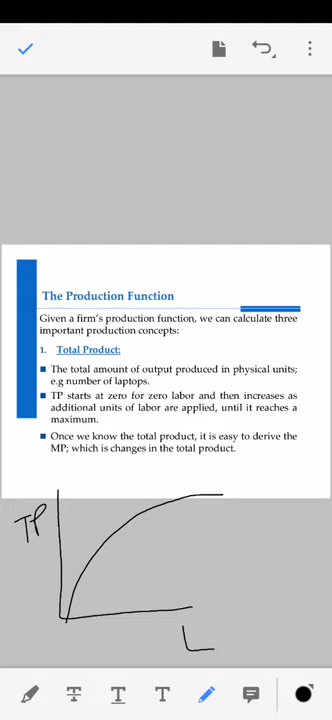 The Production Function
Given a firm's production function, we can calculate three
important production concepts:
1. Total Product:
The total amount of output produced in physical units;
e.g number of laptops.
TP starts at zero for zero labor and then increases as
additional units of labor are applied, until it reaches a
maximum.
Once we know the total product, it is easy to derive the
MP; which is changes in the total product.
TP
L
T
T
T